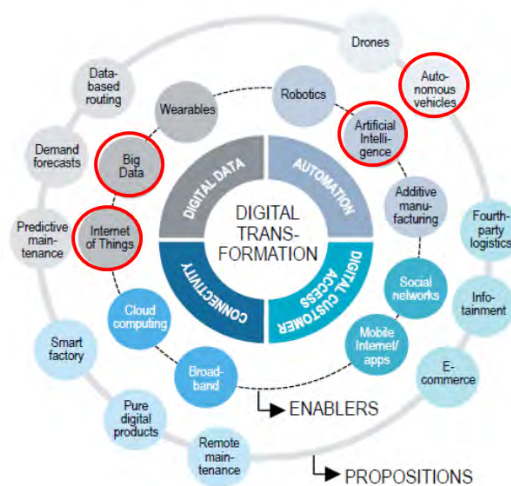 Drones
Auto-
nomous
vehicles
Data-
based
routing
Wearables
Robotics
Artificial
Intelli-
gence
Demand
forecasts
Big
Data
DIGITAL DATA
AUTOMATION
Additive
manu-
facturing
Predictive
main-
tenance
Internet
of Things
DIGITAL
TRANS-
FORMATION
Fourth-
party
logistics
CONNECTIVITY
DIGITAL CUSTOMER
ACCESS
Social
networks
Info-
tainment
Cloud
computing
Mobile
Internet/
apps
Smart
factory
Broad-
band
E-
commerce
Pure
digital
products
ENABLERS
Remote
main-
tenance
PROPOSITIONS